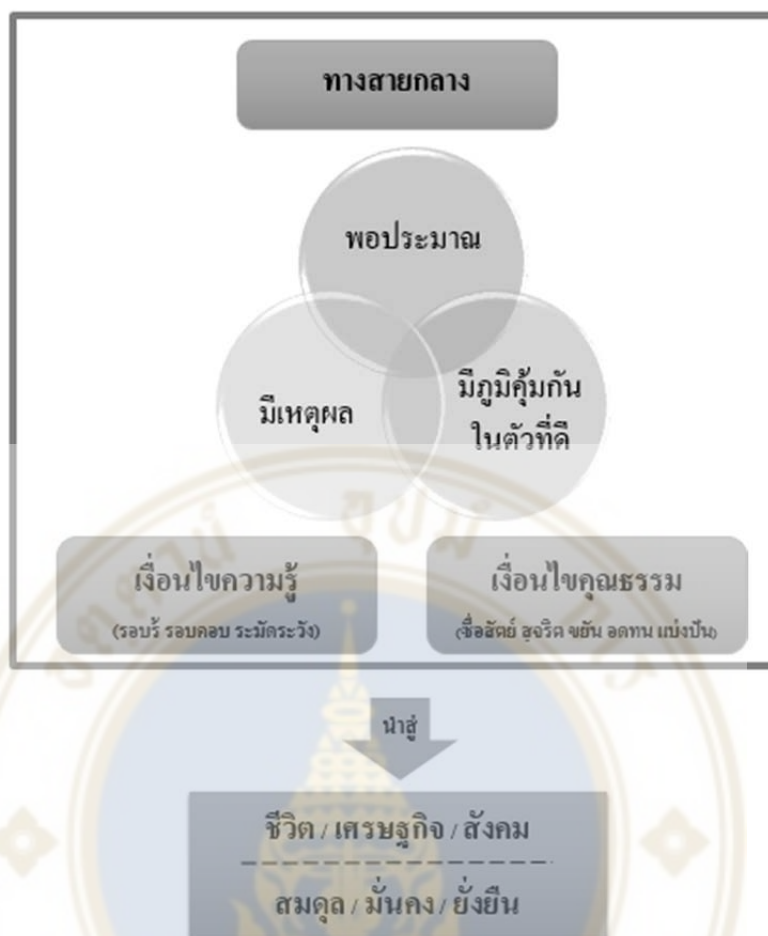 ทางสายกลาง
พอประมาณ
มีเหตุผล
มีภูมิคุ้มกัน
ในตัวที่ดี
เงื่อนไขความรู้
(รอบรู้ รอบคอบ ระมัดระวัง)
เงื่อนไขคุณธรรม
(ซื่อสัตย์ สุจริต ขยัน อดทน แบ่งปัน)
นำสู่
ชีวิต / เศรษฐกิจ / สังคม
สมดุล / มั่นคง / ยั่งยืน